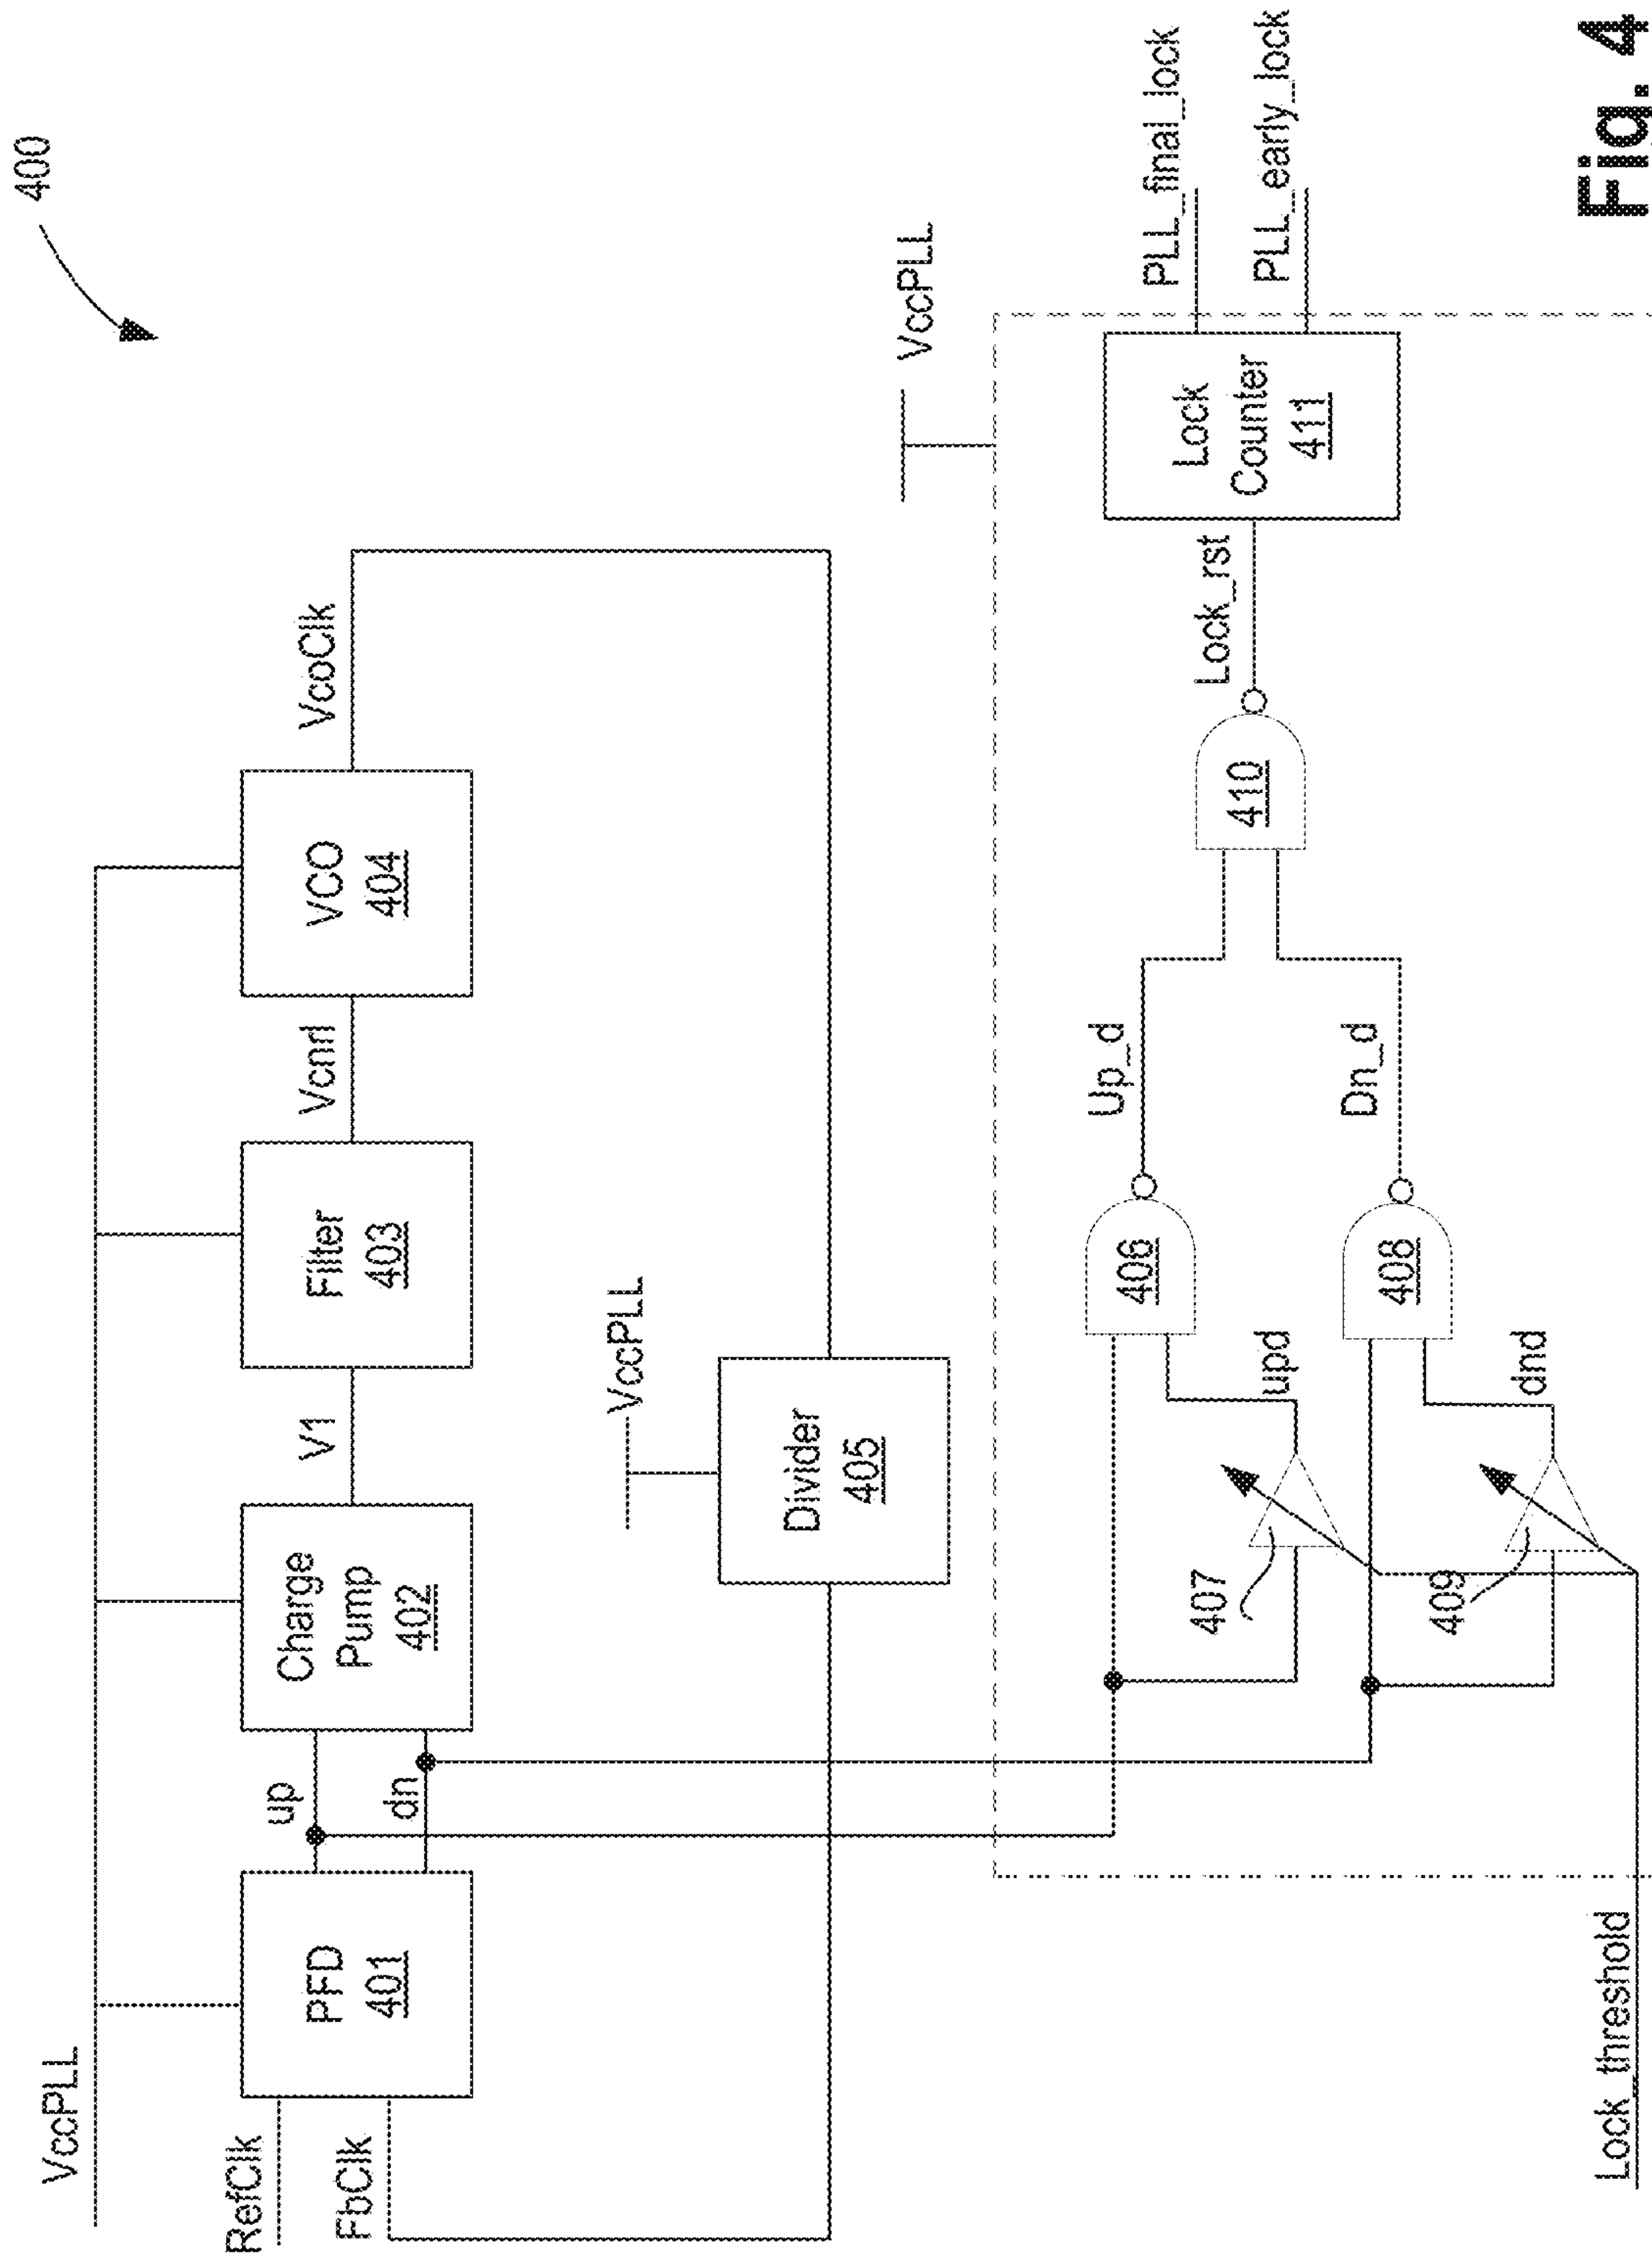 400
VccPLL
RefClk
FbClk
PFD
401
up
dn
Charge
Pump
402
V1
Filter
403
Vcnrl
VCO
404
VcoClk
VccPLL
Divider
405
VccPLL
406
407
upd
Up_d
408
409
dnd
Dn_d
410
Lock_rst
Lock
Counter
411
PLL_final_lock
PLL_early_lock
Lock_threshold
Fig. 4